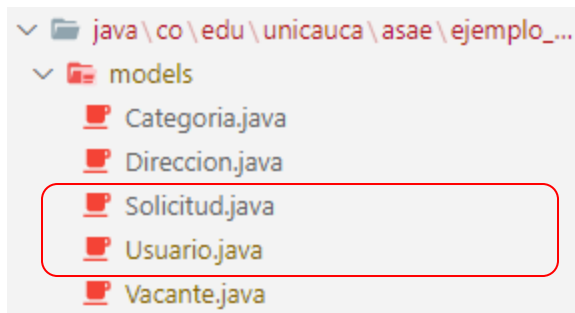 java\co\edu\unicauca\asae\ejemplo_...
models
Categoria.java
Direccion.java
Solicitud.java
Usuario.java
Vacante.java